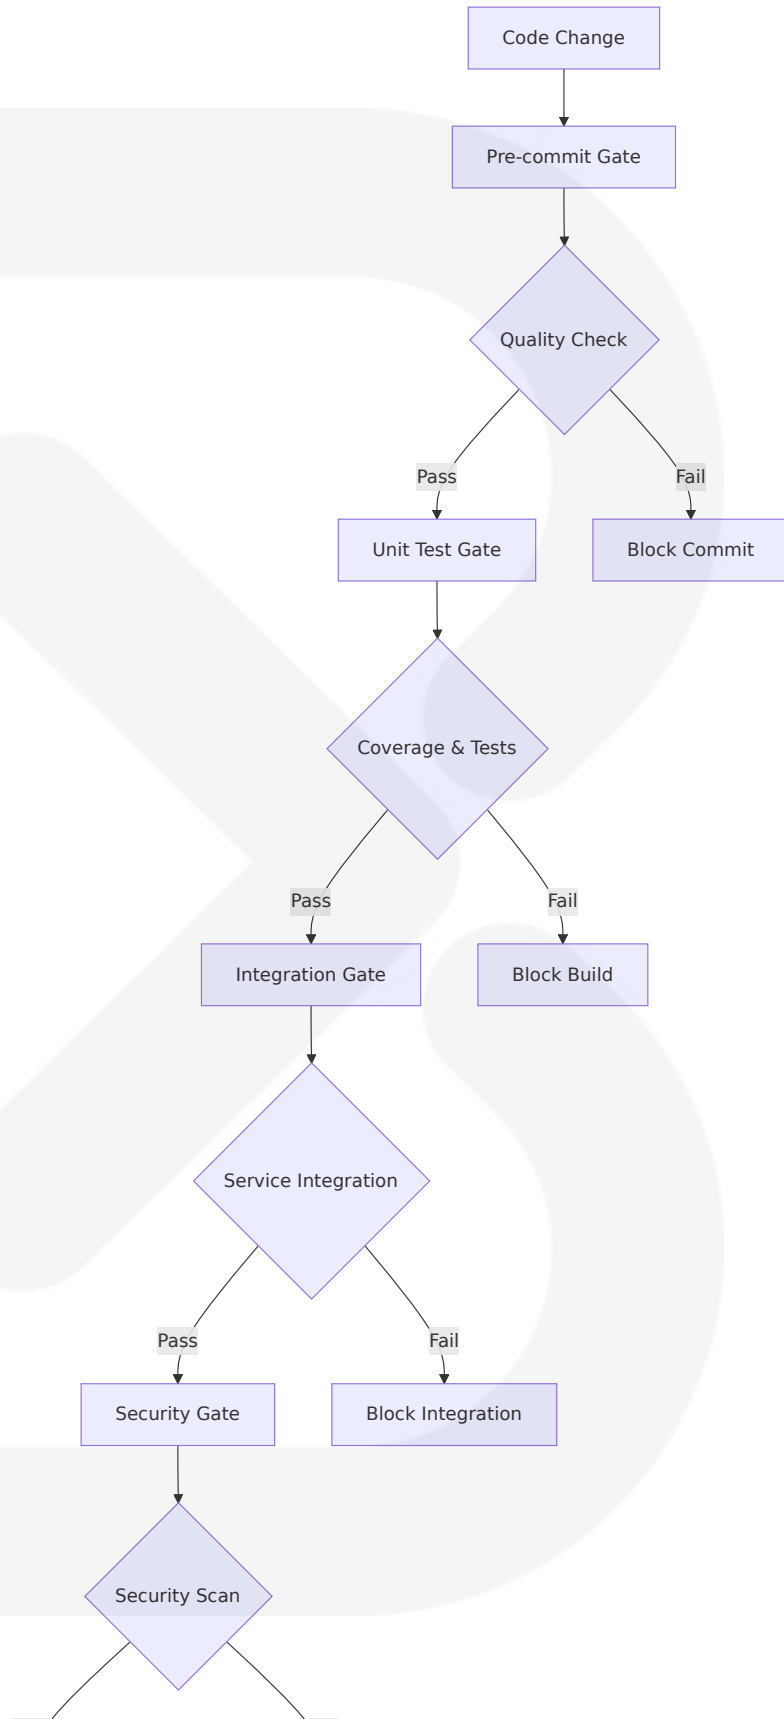 Code Change
Pre-commit Gate
Quality Check
Pass
Fail
Unit Test Gate
Block Commit
Coverage & Tests
Pass
Fail
Integration Gate
Block Build
Service Integration
Pass
Fail
Security Gate
Block Integration
Security Scan